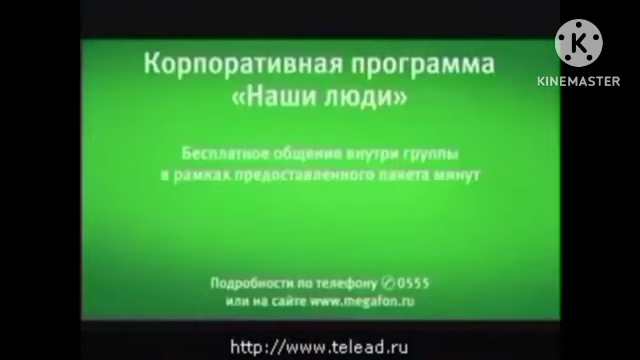 Корпоративная программа
«Наши люди»
KINEMASTER
Бесплатное общение внутри группы
в рамках предоставленного пакета минут
Подробности по телефону ✆0555
или на сайте www.megafon.ru
http://www.telead.ru